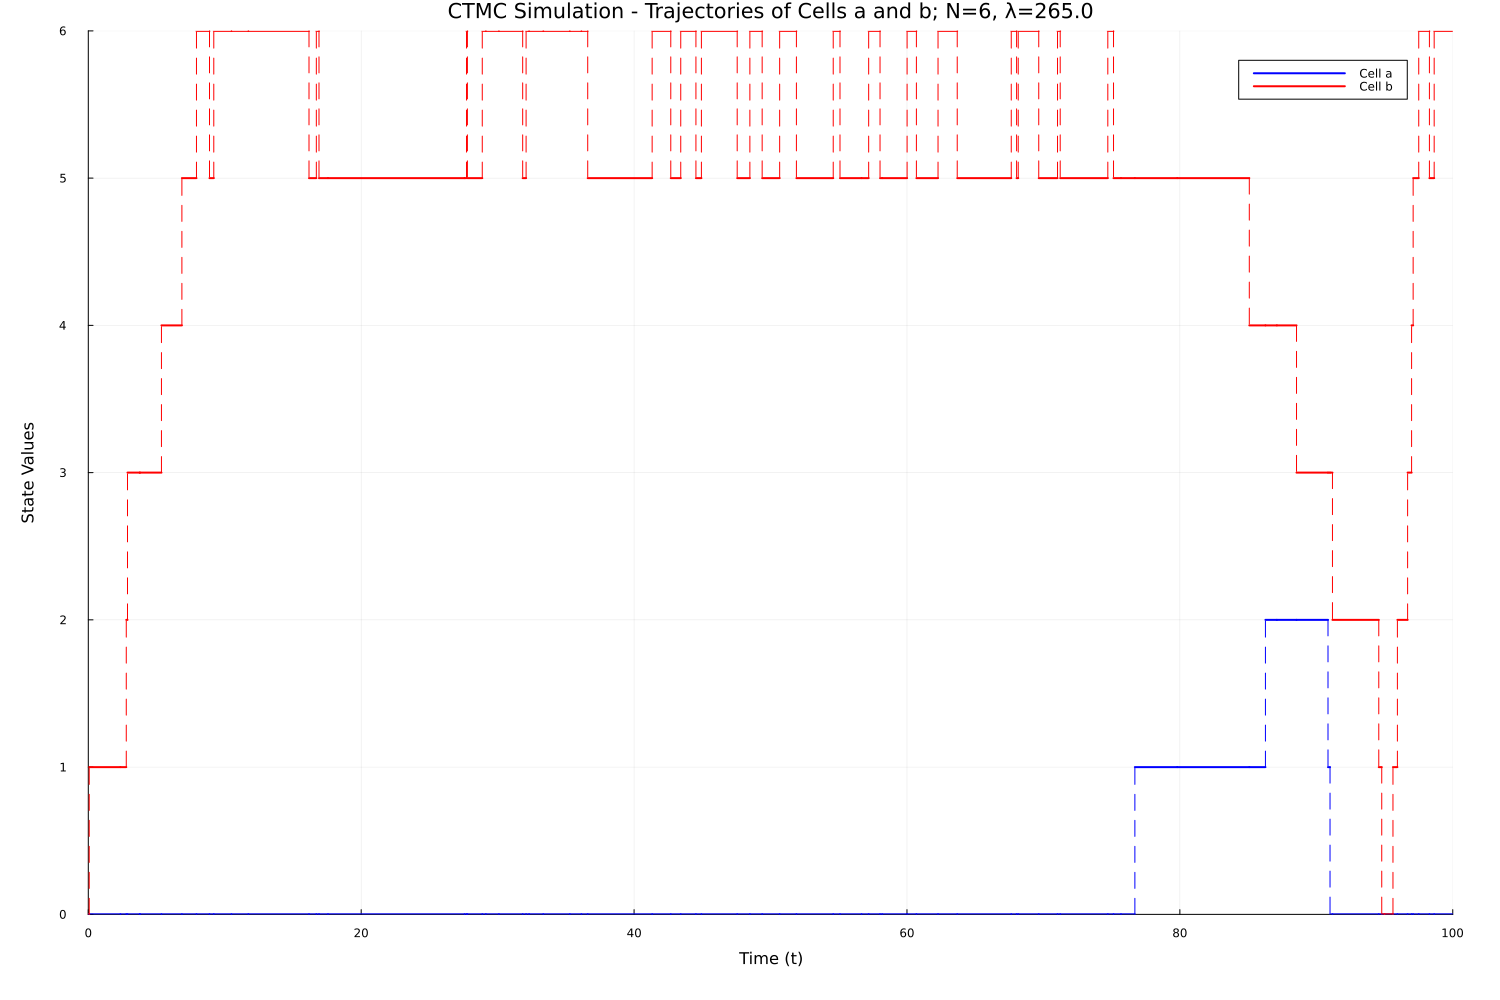 CTMC Simulation - Trajectories of Cells a and b; N=6, λ=265.0
6
5
4
3
2
1
0
State Values
Cell a
Cell b
0 20 40 60 80 100
Time (t)